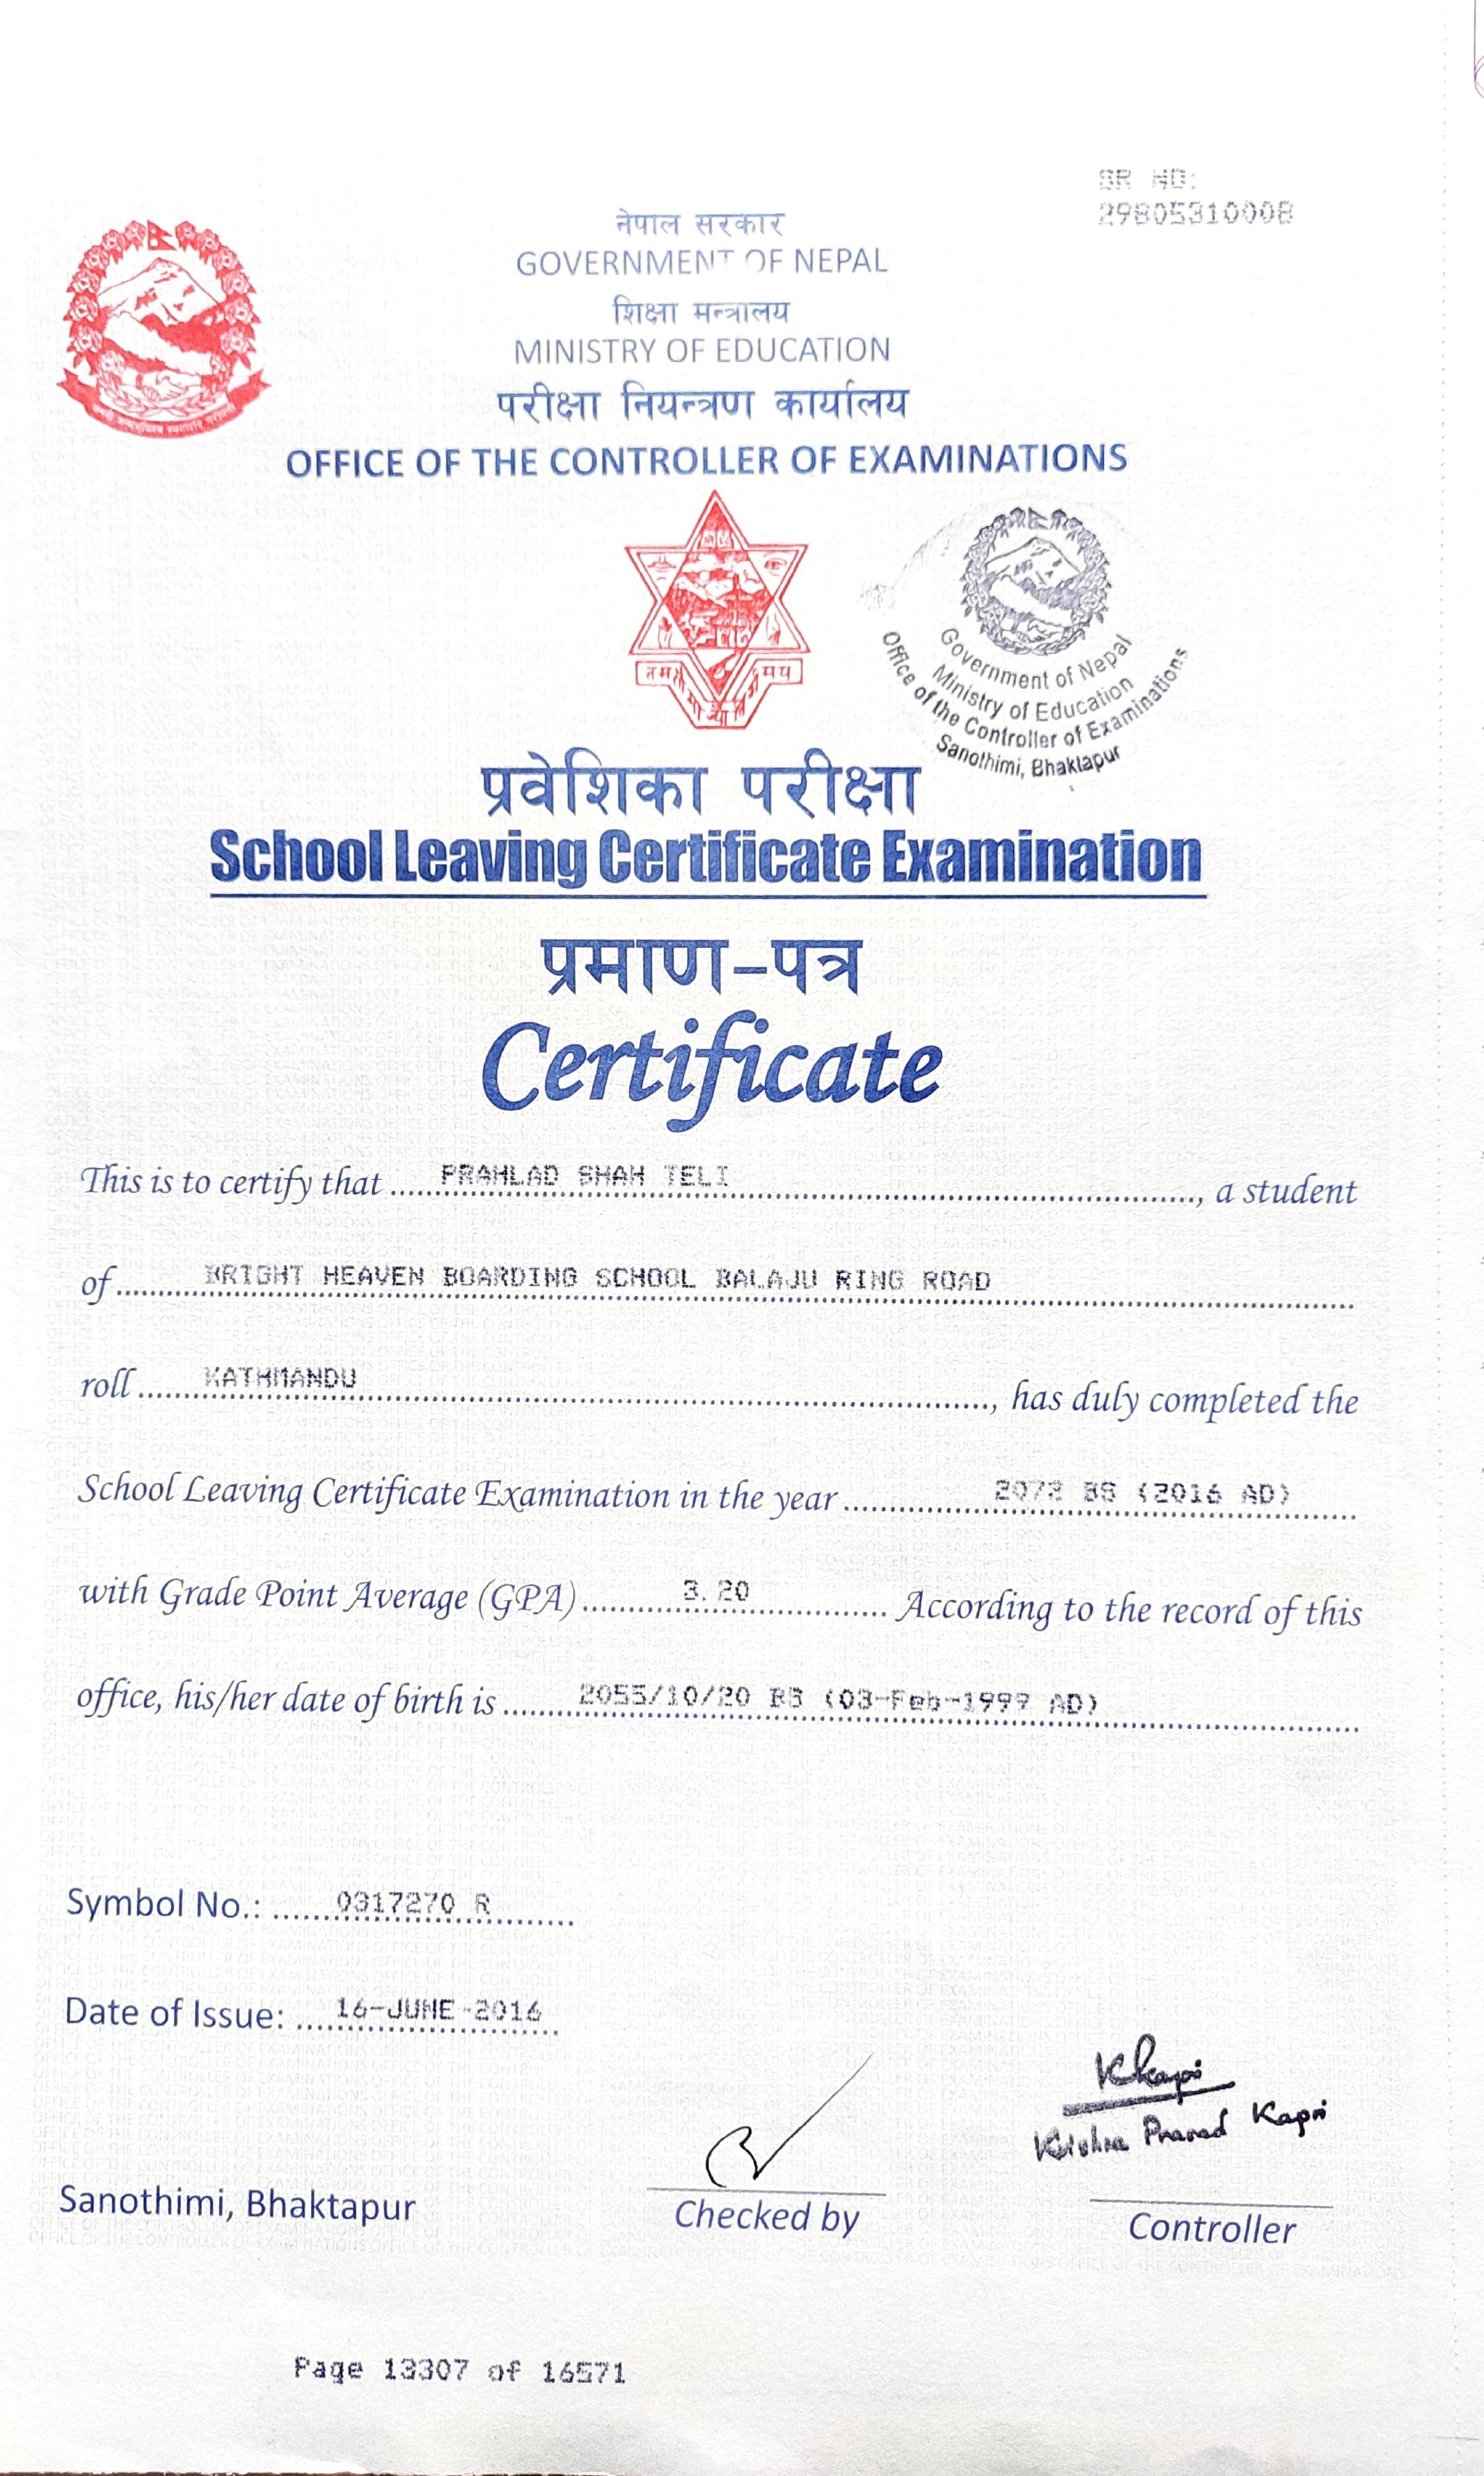 SR NO:
29805310008
नेपाल सरकार
GOVERNMENT OF NEPAL
शिक्षा मन्त्रालय
MINISTRY OF EDUCATION
परीक्षा नियन्त्रण कार्यालय
OFFICE OF THE CONTROLLER OF EXAMINATIONS
Government of Nepal
Ministry of Education
Office of the Controller of Examinations
Sanothimi, Bhaktapur
प्रवेशिका परीक्षा
School Leaving Certificate Examination
प्रमाण-पत्र
Certificate
This is to certify that PRAHLAD SHAH TELI, a student
of BRIGHT HEAVEN BOARDING SCHOOL BALAJU RING ROAD
roll KATHMANDU, has duly completed the
School Leaving Certificate Examination in the year 2072 BS (2016 AD)
with Grade Point Average (GPA) 3.20 According to the record of this
office, his/her date of birth is 2055/10/20 BS (03-Feb-1999 AD)
Symbol No.: 0317270 R
Date of Issue: 16-JUNE-2016
Krishna Prasad Kapri
Sanothimi, Bhaktapur
Checked by
Controller
Page 13307 of 16571